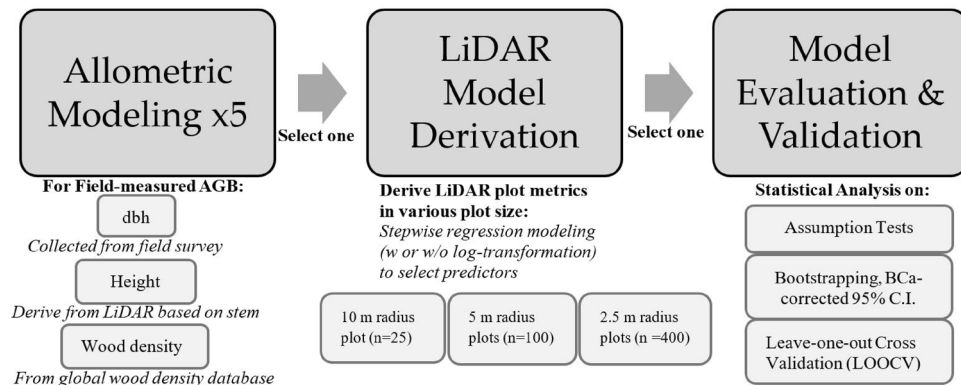 Allometric
Modeling x5
Select one
LiDAR
Model
Derivation
Select one
Model
Evaluation &
Validation
For Field-measured AGB:
dbh
Collected from field survey
Height
Derive from LiDAR based on stem
Wood density
From global wood density database
Derive LiDAR plot metrics
in various plot size:
Stepwise regression modeling
(w or w/o log-transformation)
to select predictors
10 m radius
plot (n=25)
5 m radius
plots (n=100)
2.5 m radius
plots (n =400)
Statistical Analysis on:
Assumption Tests
Bootstrapping, BCa-
corrected 95% C.I.
Leave-one-out Cross
Validation (LOOCV)